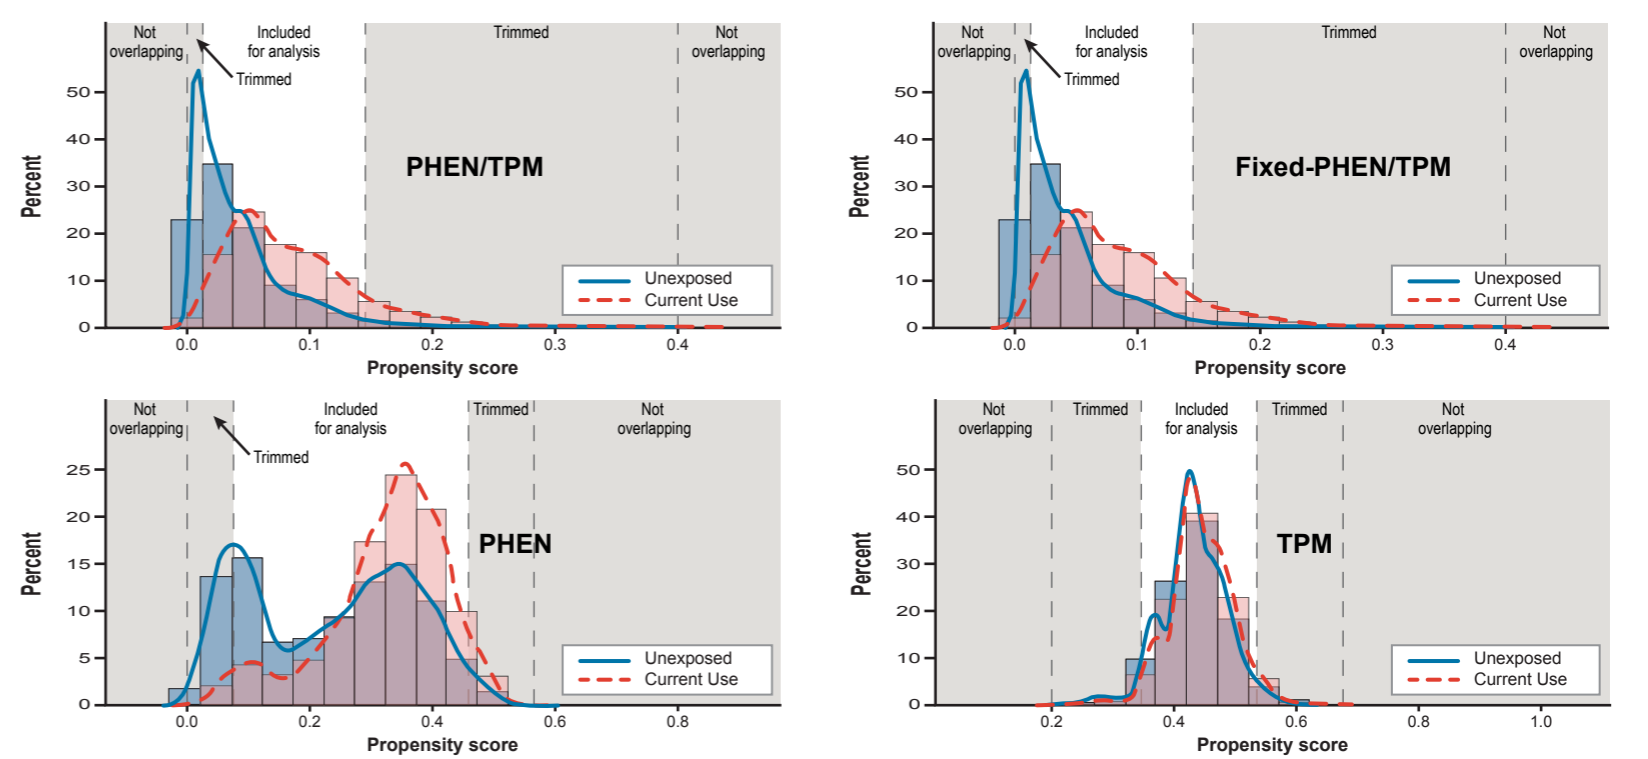 Not
overlapping
Included
for analysis
Trimmed
Not
overlapping
Trimmed
PHEN/TPM
Percent
50
40
30
20
10
0
Unexposed
Current Use
0.0
0.1
0.2
0.3
0.4
Propensity score
Not
overlapping
Included
for analysis
Trimmed
Not
overlapping
Trimmed
Fixed-PHEN/TPM
Percent
50
40
30
20
10
0
Unexposed
Current Use
0.0
0.1
0.2
0.3
0.4
Propensity score
Not
overlapping
Included
for analysis
Trimmed
Not
overlapping
Trimmed
PHEN
Percent
25
20
15
10
5
0
Unexposed
Current Use
0.0
0.2
0.4
0.6
0.8
Propensity score
Not
overlapping
Trimmed
Included
for analysis
Trimmed
Not
overlapping
TPM
Percent
50
40
30
20
10
0
Unexposed
Current Use
0.2
0.4
0.6
0.8
1.0
Propensity score